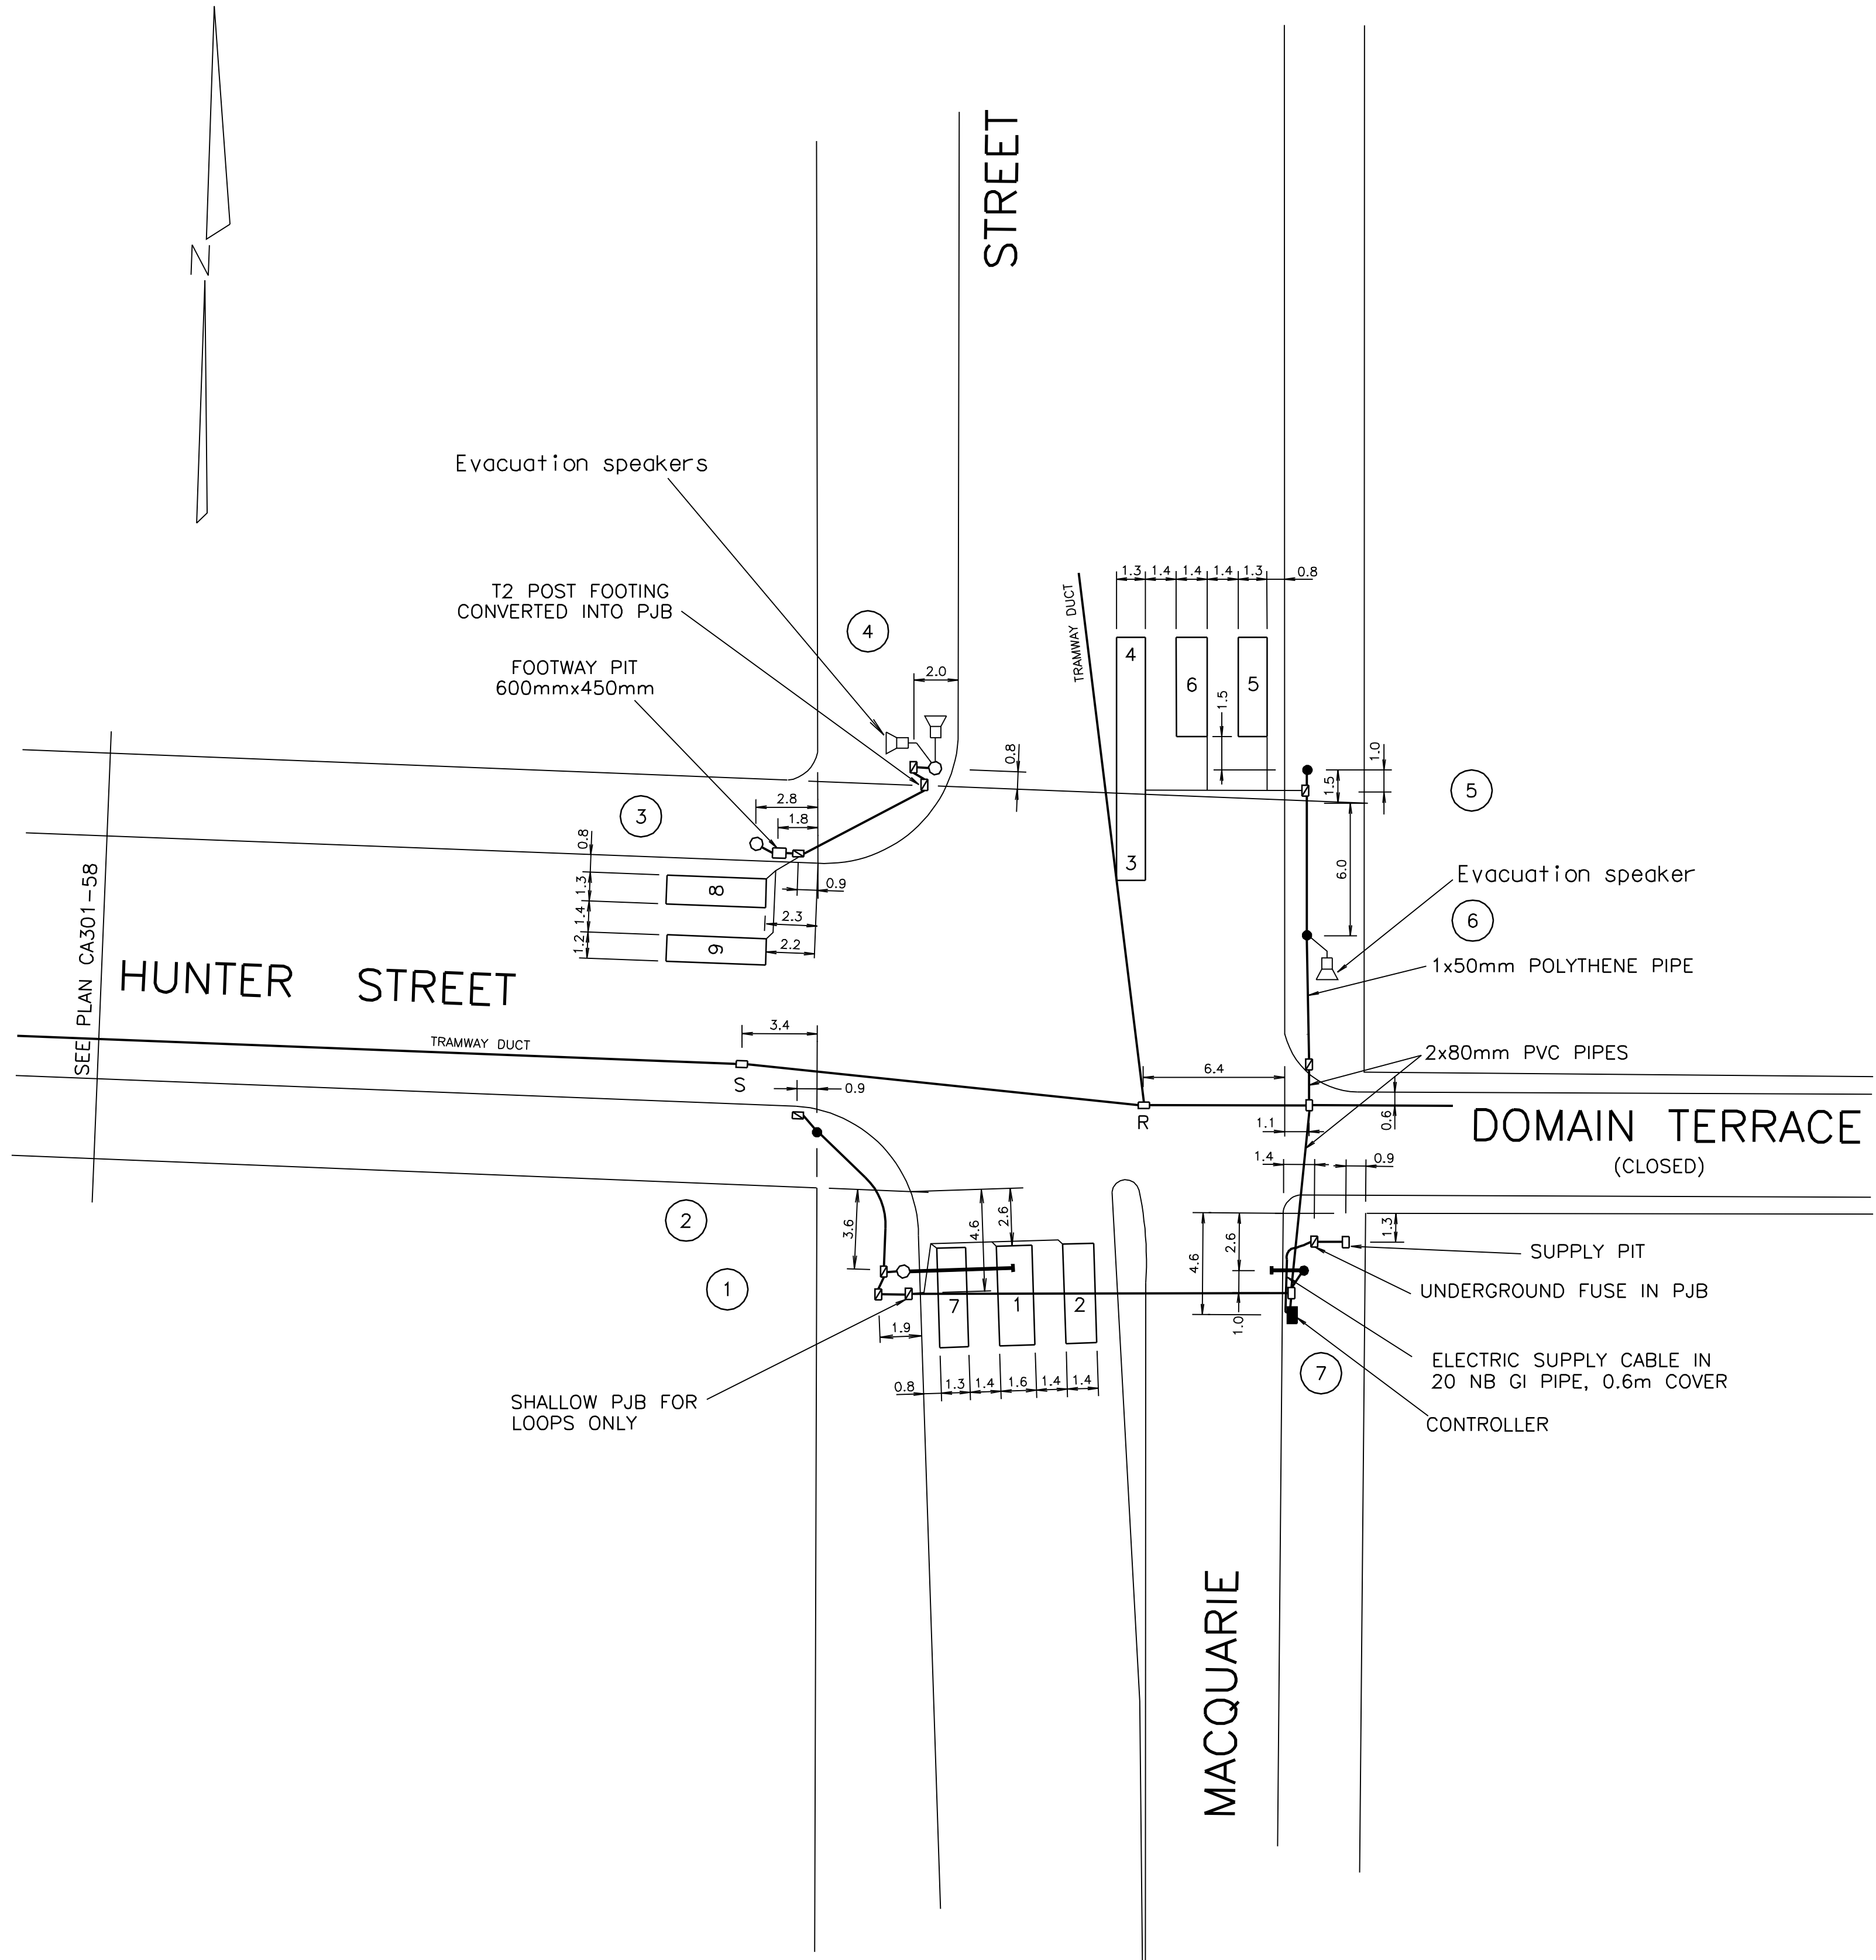 STREET
N
Evacuation speakers
T2 POST FOOTING
CONVERTED INTO PJB
FOOTWAY PIT
600mmx450mm
4
2.0
0.8
TRAMWAY DUCT
1.3
1.4
1.4
1.4
1.3
0.8
4
6
5
1.5
3
1.0
1.5
5
6.0
Evacuation speaker
6
1x50mm POLYTHENE PIPE
3
2.8
1.8
0.8
1.3
1.4
1.2
8
9
0.9
2.3
2.2
SEE PLAN CA301-58
HUNTER STREET
TRAMWAY DUCT
3.4
S
0.9
R
6.4
1.1
2x80mm PVC PIPES
0.6
DOMAIN TERRACE
(CLOSED)
1.4
0.9
2
3.6
4.6
2.6
1
7
1
2
1.9
0.8
1.3
1.4
1.6
1.4
1.4
SHALLOW PJB FOR
LOOPS ONLY
4.6
2.6
1.0
1.3
SUPPLY PIT
UNDERGROUND FUSE IN PJB
7
ELECTRIC SUPPLY CABLE IN
20 NB GI PIPE, 0.6m COVER
CONTROLLER
MACQUARIE